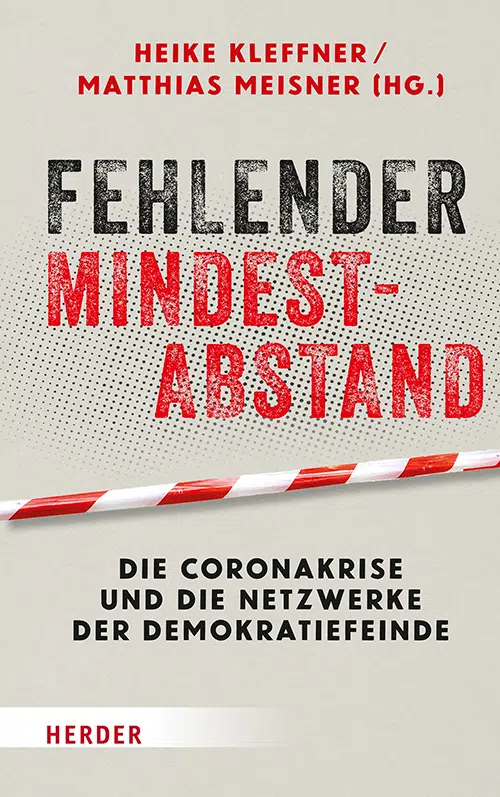 HEIKE KLEFFNER/
MATTHIAS MEISNER (HG.)
FEHLENDER
MINDEST-
ABSTAND
DIE CORONAKRISE
UND DIE NETZWERKE
DER DEMOKRATIEFEINDE
HERDER